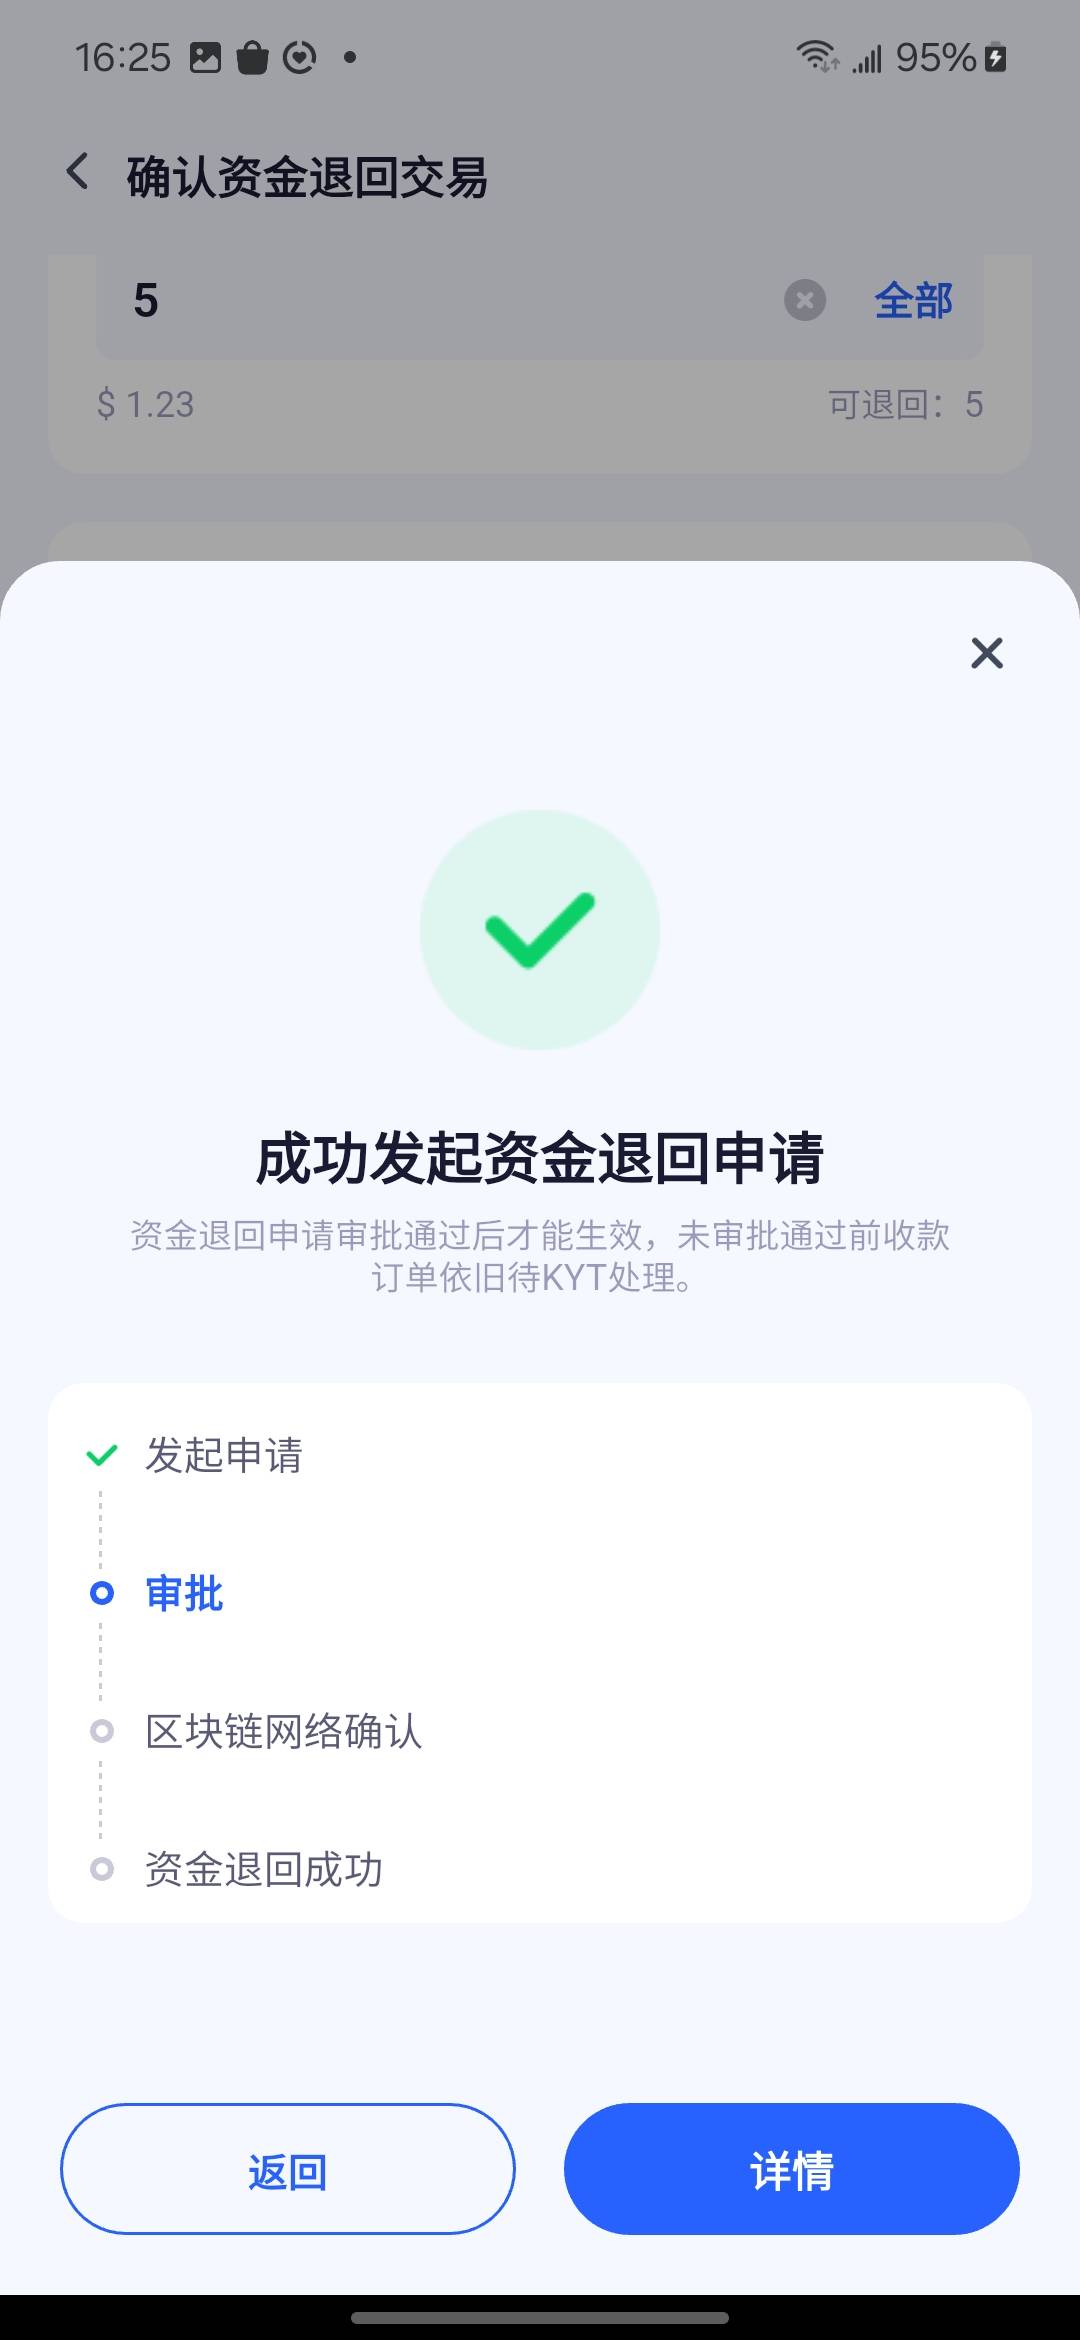 16:25
95%
确认资金退回交易
5
全部
$ 1.23
可退回：5
成功发起资金退回申请
资金退回申请审批通过后才能生效，未审批通过前收款
订单依旧待KYT处理。
发起申请
审批
区块链网络确认
资金退回成功
返回
详情